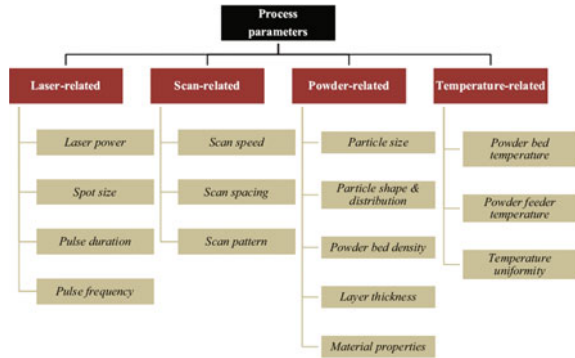 Process
parameters
Laser-related
Scan-related
Powder-related
Temperature-related
Laser power
Spot size
Pulse duration
Pulse frequency
Scan speed
Scan spacing
Scan pattern
Particle size
Particle shape &
distribution
Powder bed density
Layer thickness
Material properties
Powder bed
temperature
Powder feeder
temperature
Temperature
uniformity